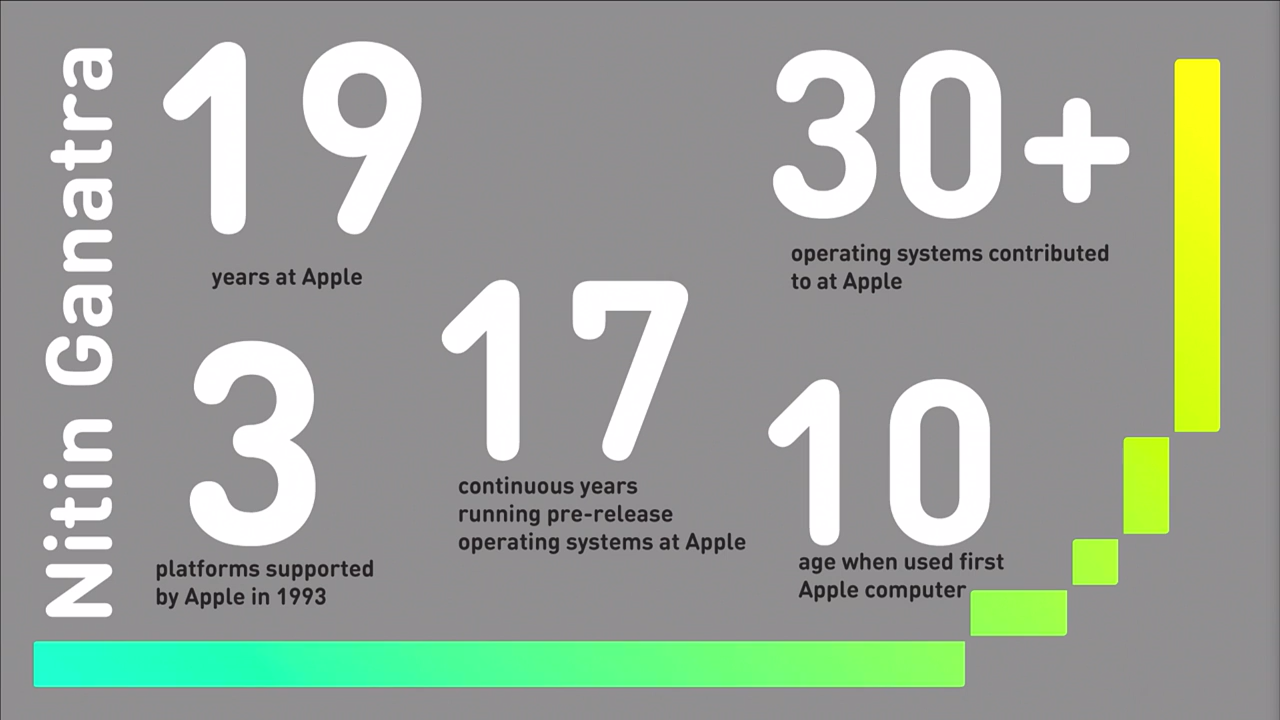 Nitin Ganatra
19
years at Apple
30+
operating systems contributed
to at Apple
3
platforms supported
by Apple in 1993
17
continuous years
running pre-release
operating systems at Apple
10
age when used first
Apple computer